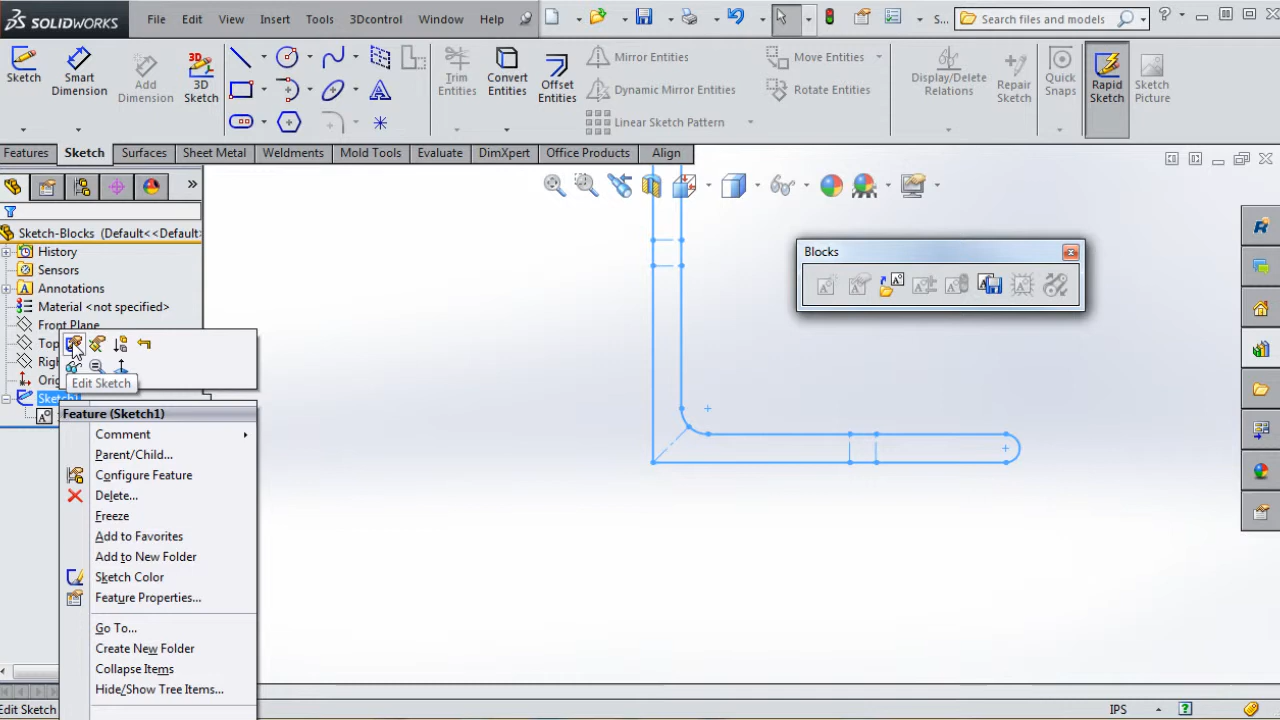 SOLIDWORKS File Edit View Insert Tools 3Dcontrol Window Help S... Search files and models
Sketch Smart Dimension Add Dimension 3D Sketch Trim Entities Convert Entities Offset Entities Mirror Entities Move Entities Display/Delete Relations Repair Sketch Quick Snaps Rapid Sketch Sketch Picture
Dynamic Mirror Entities Rotate Entities
Linear Sketch Pattern
Features Sketch Surfaces Sheet Metal Weldments Mold Tools Evaluate DimXpert Office Products Align
Sketch-Blocks (Default<<Default
History
Sensors
Annotations
Material <not specified>
Front Plane
Top
Righ
Orig
Sketch1
Edit Sketch
Feature (Sketch1)
Comment
Parent/Child...
Configure Feature
Delete...
Freeze
Add to Favorites
Add to New Folder
Sketch Color
Feature Properties...
Go To...
Create New Folder
Collapse Items
Hide/Show Tree Items...
Blocks
Edit Sketch IPS